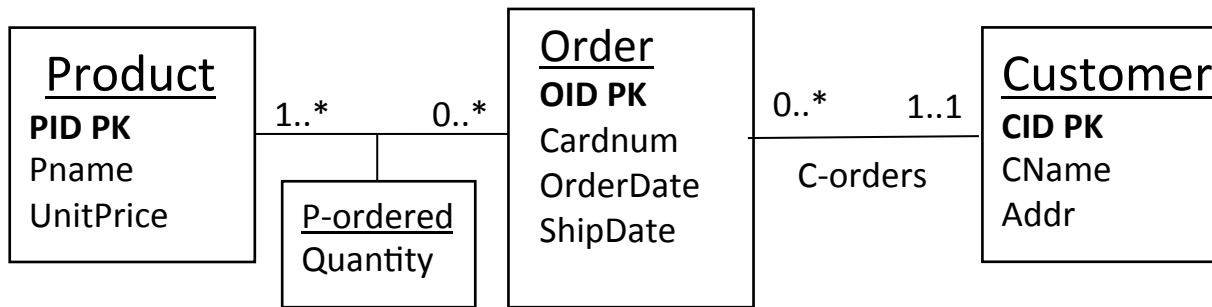 Product
PID PK
Pname
UnitPrice
1..*
0..*
P-ordered
Quantity
Order
OID PK
Cardnum
OrderDate
ShipDate
0..*
1..1
C-orders
Customer
CID PK
CName
Addr